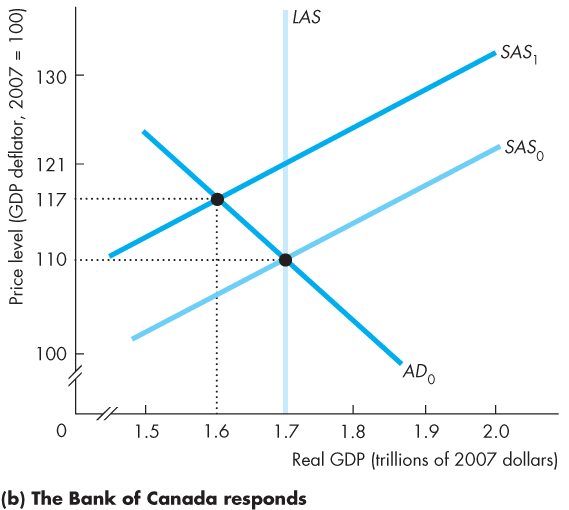 Price level (GDP deflator, 2007 = 100)
LAS
SAS1
130
SAS0
121
117
110
100
AD0
0
1.5 1.6 1.7 1.8 1.9 2.0
Real GDP (trillions of 2007 dollars)
(b) The Bank of Canada responds